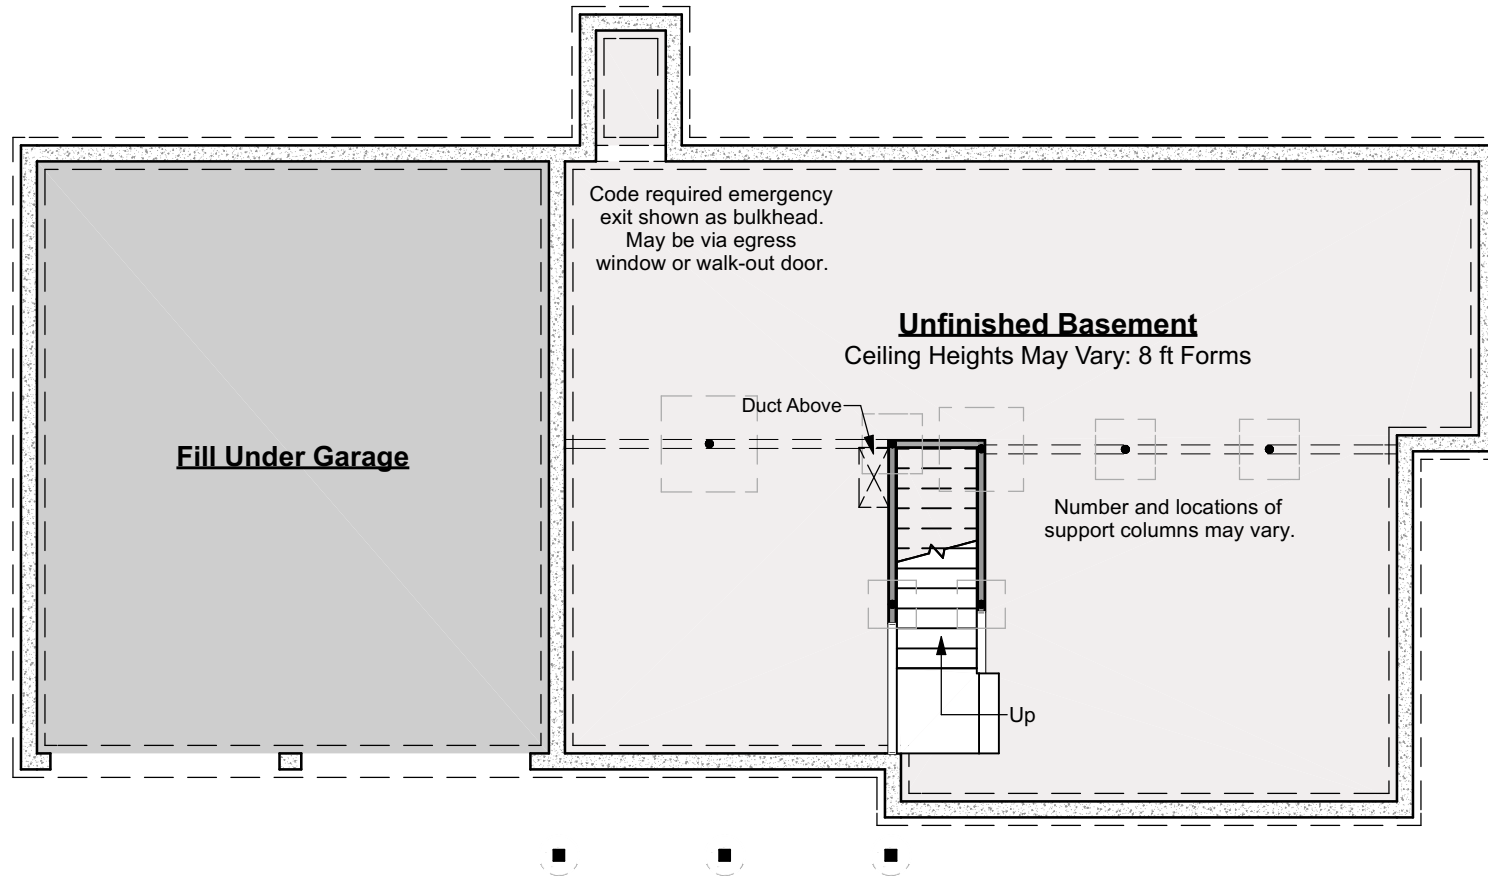 Code required emergency
exit shown as bulkhead.
May be via egress
window or walk-out door.
Unfinished Basement
Ceiling Heights May Vary: 8 ft Forms
Duct Above
Fill Under Garage
Number and locations of
support columns may vary.
Up